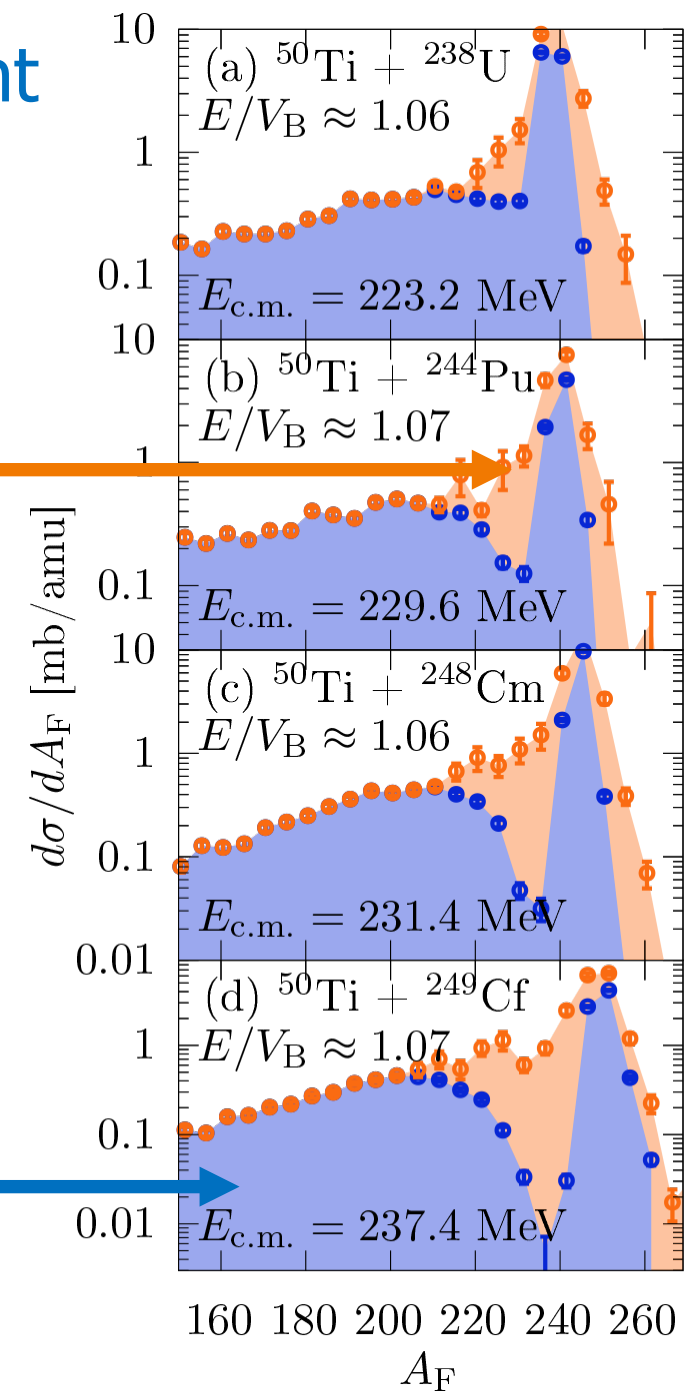 nt
10
(a) ⁵⁰Ti + ²³⁸U
E/V_B ≈ 1.06
1
0.1
E_c.m. = 223.2 MeV
10
(b) ⁵⁰Ti + ²⁴⁴Pu
E/V_B ≈ 1.07
1
0.1
E_c.m. = 229.6 MeV
10
(c) ⁵⁰Ti + ²⁴⁸Cm
E/V_B ≈ 1.06
1
0.1
E_c.m. = 231.4 MeV
0.01
(d) ⁵⁰Ti + ²⁴⁹Cf
E/V_B ≈ 1.07
1
0.1
0.01
E_c.m. = 237.4 MeV
160 180 200 220 240 260
A_F
dσ/dA_F [mb/amu]